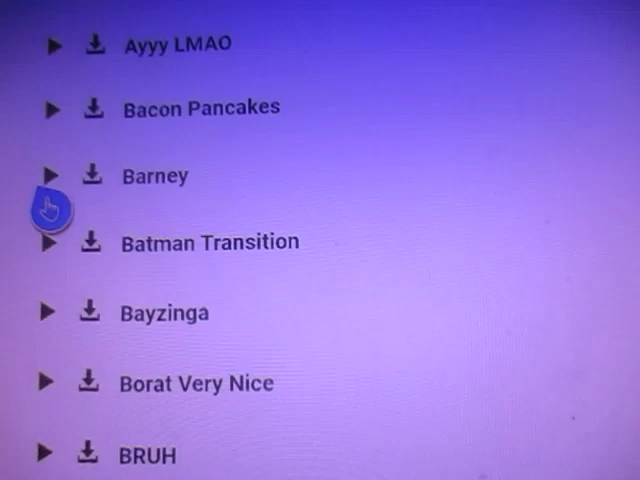 Ayyy LMAO
Bacon Pancakes
Barney
Batman Transition
Bayzinga
Borat Very Nice
BRUH